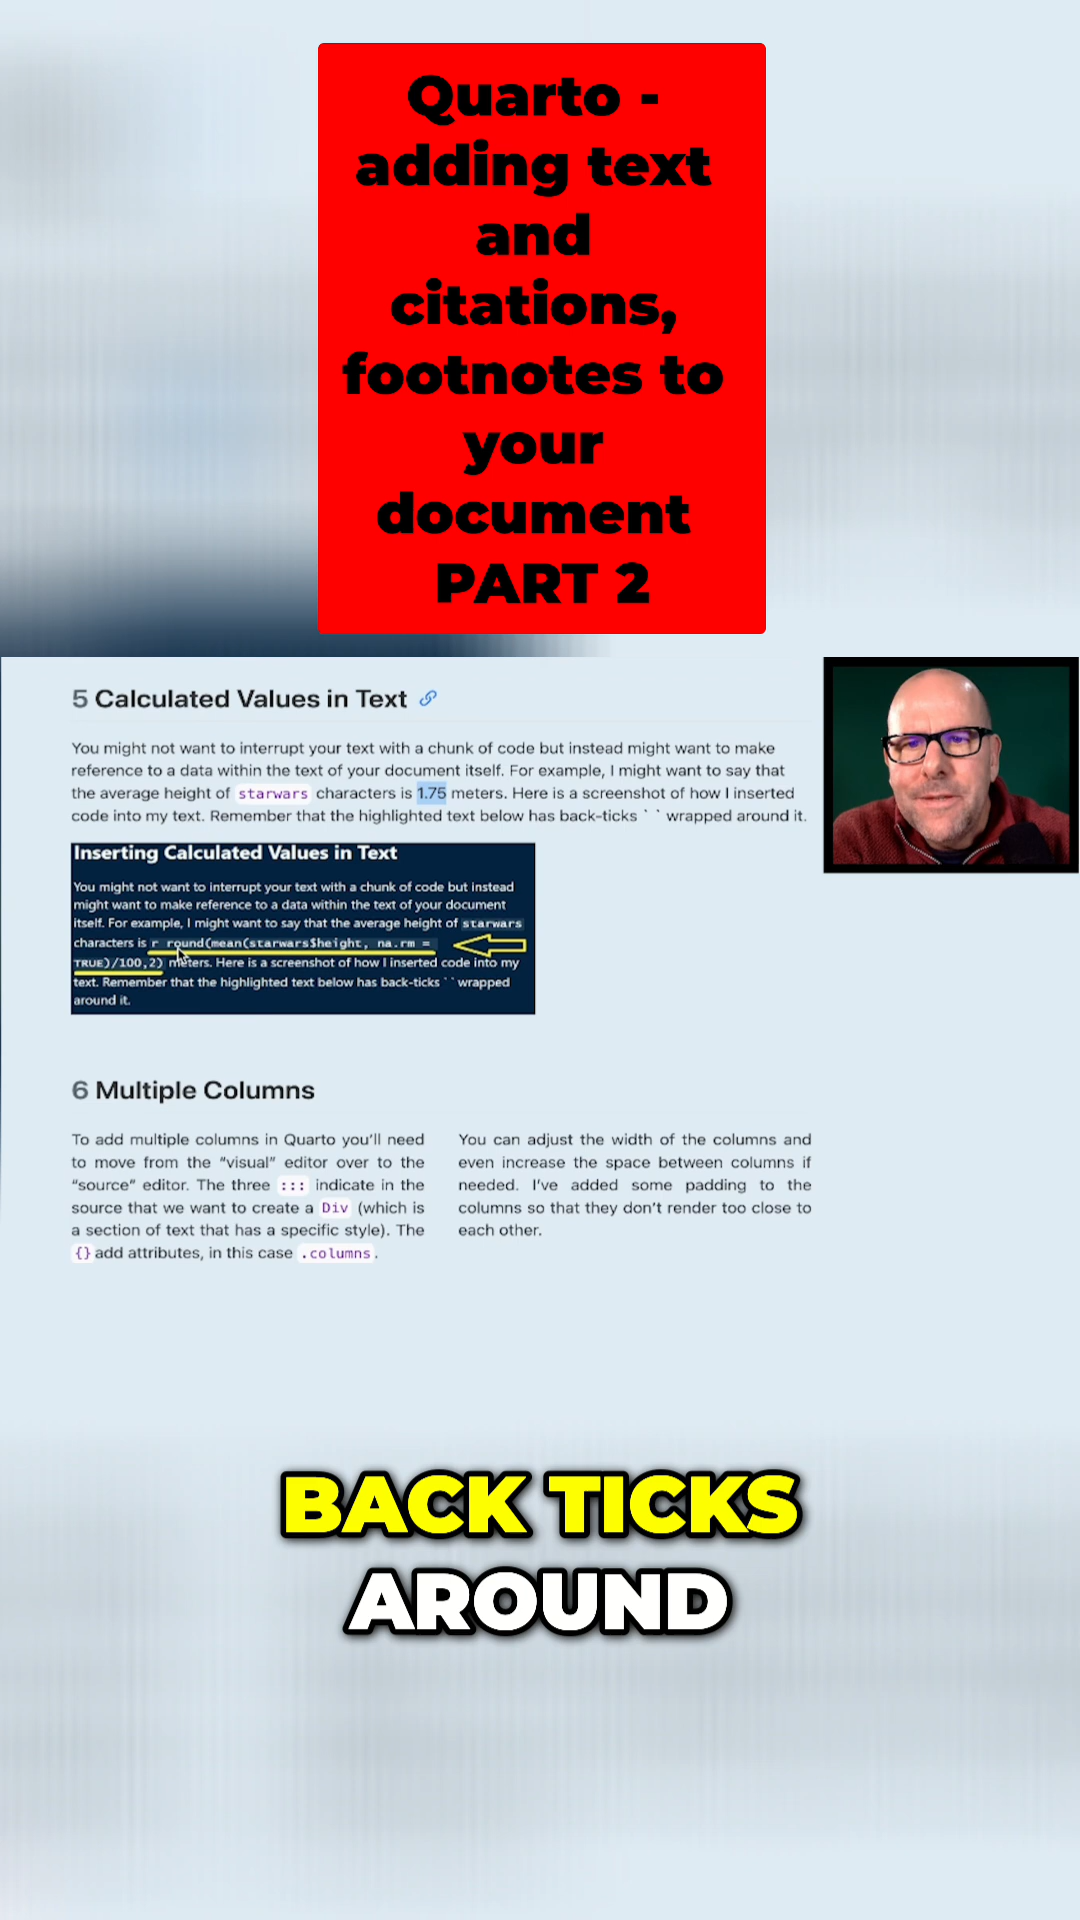 Quarto -
adding text
and
citations,
footnotes to
your
document
PART 2
5 Calculated Values in Text
You might not want to interrupt your text with a chunk of code but instead might want to make
reference to a data within the text of your document itself. For example, I might want to say that
the average height of starwars characters is 1.75 meters. Here is a screenshot of how I inserted
code into my text. Remember that the highlighted text below has back-ticks ` ` wrapped around it.
Inserting Calculated Values in Text
You might not want to interrupt your text with a chunk of code but instead
might want to make reference to a data within the text of your document
itself. For example, I might want to say that the average height of starwars
characters is r round(mean(starwars$height, na.rm =
TRUE)/100,2) meters. Here is a screenshot of how I inserted code into my
text. Remember that the highlighted text below has back-ticks ` ` wrapped
around it.
6 Multiple Columns
To add multiple columns in Quarto you'll need
to move from the "visual" editor over to the
"source" editor. The three ::: indicate in the
source that we want to create a Div (which is
a section of text that has a specific style). The
{} add attributes, in this case .columns.
You can adjust the width of the columns and
even increase the space between columns if
needed. I've added some padding to the
columns so that they don't render too close to
each other.
BACK TICKS
AROUND